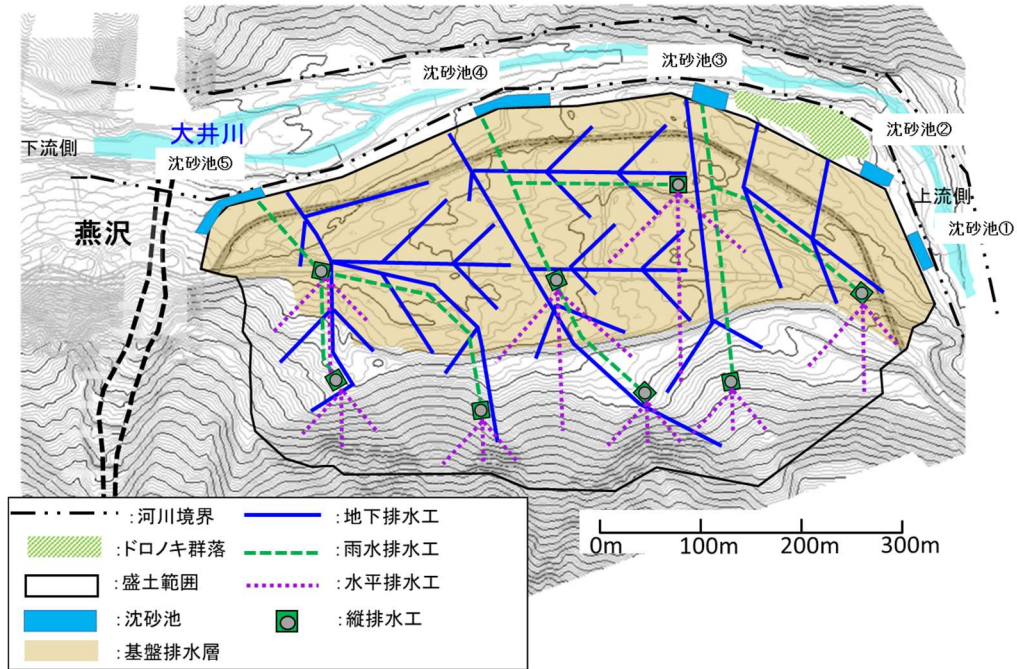 沈砂池④
沈砂池③
大井川
下流側
沈砂池②
沈砂池⑤
上流側
燕沢
沈砂池①
:河川境界
:地下排水工
:ドロノキ群落
:雨水排水工
:盛土範囲
:水平排水工
:沈砂池
:縦排水工
:基盤排水層
0m 100m 200m 300m